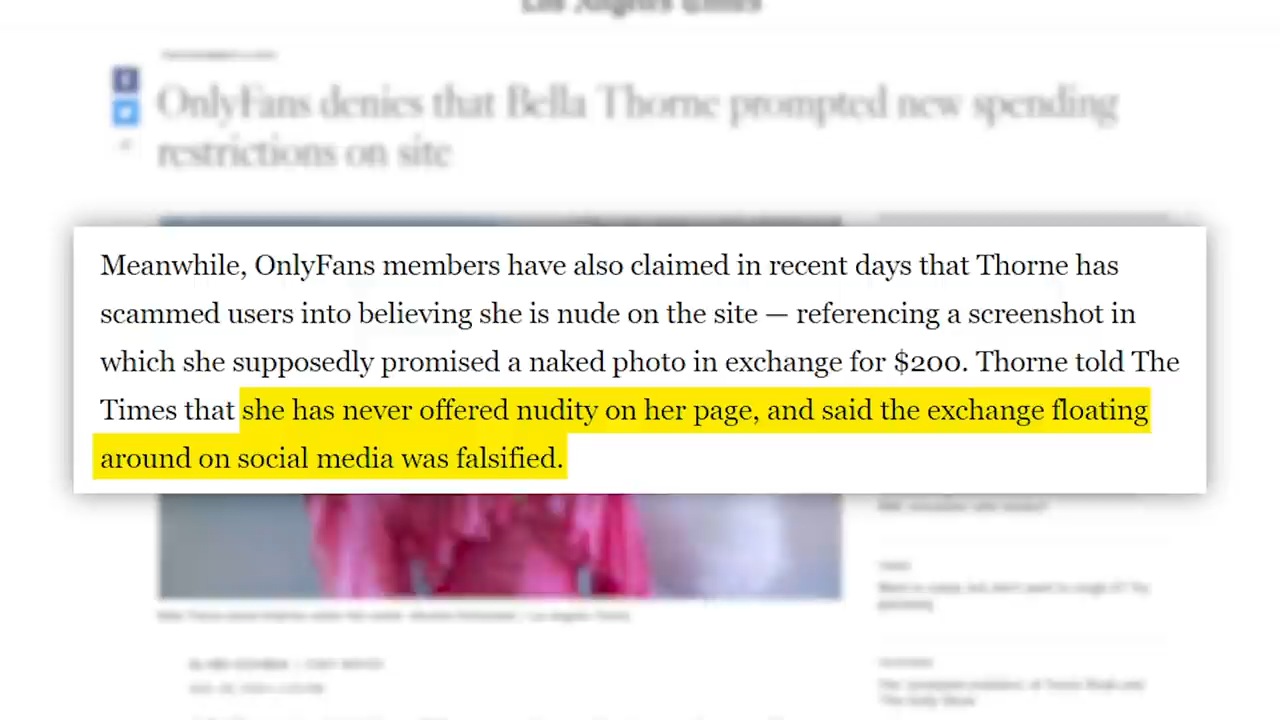 Los Angeles Times
OnlyFans denies that Bella Thorne prompted new spending
restrictions on site
Meanwhile, OnlyFans members have also claimed in recent days that Thorne has
scammed users into believing she is nude on the site — referencing a screenshot in
which she supposedly promised a naked photo in exchange for $200. Thorne told The
Times that she has never offered nudity on her page, and said the exchange floating
around on social media was falsified.